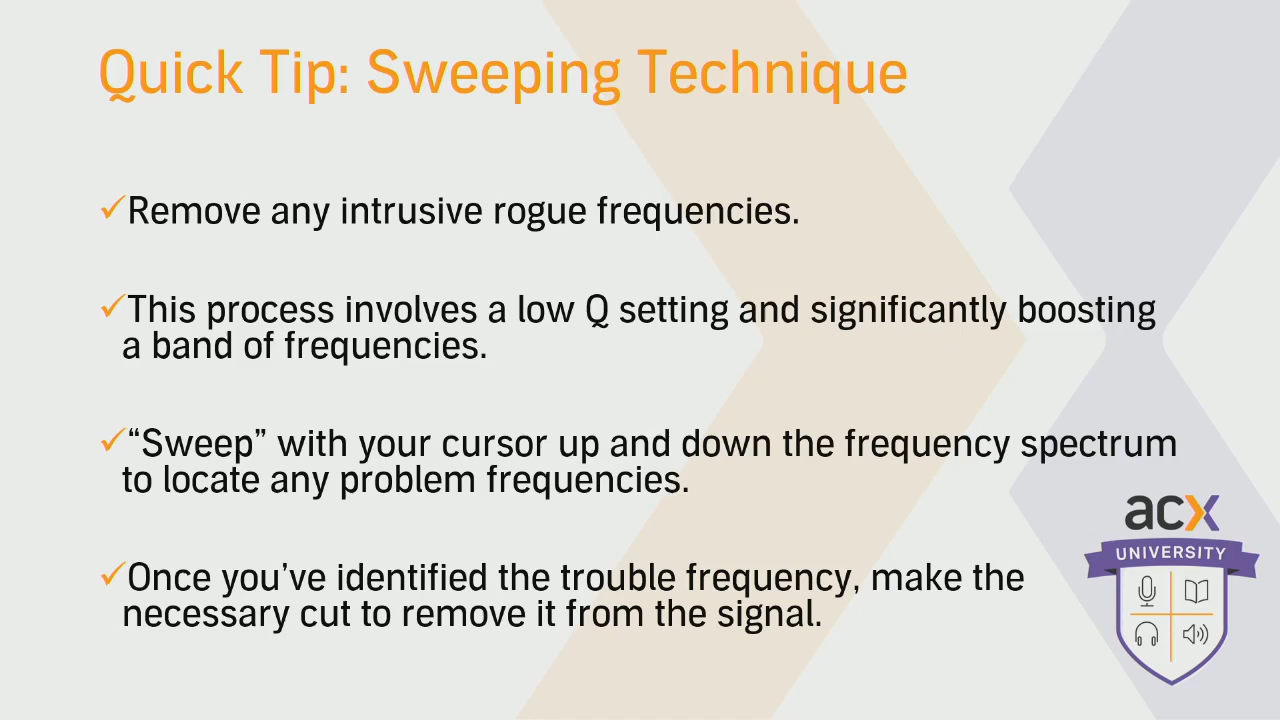 Quick Tip: Sweeping Technique
✓Remove any intrusive rogue frequencies.
✓This process involves a low Q setting and significantly boosting
a band of frequencies.
✓“Sweep” with your cursor up and down the frequency spectrum
to locate any problem frequencies.
✓Once you’ve identified the trouble frequency, make the
necessary cut to remove it from the signal.
acx
UNIVERSITY